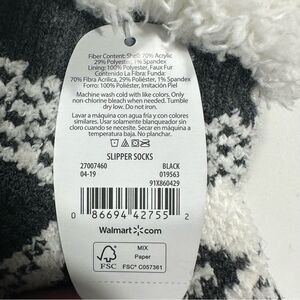 Fiber Content: Shell: 70% Acrylic
29% Polyester, 1% Spandex
Lining: 100% Polyester, Faux Fur
Contenido La Fibra: Funda:
70% Fibra Acrílica, 29% Poliéster, 1% Spandex
Forro: 100% Poliéster, Imitación Piel
Machine wash cold with like colors. Only
non-chlorine bleach when needed. Tumble
dry low. Do not iron.
Lavar a máquina con agua fría y con colores
similares. Usar solamente blanqueador sin
cloro cuando se necesite. Secar en máquina a
temperatura baja. No planchar.
SLIPPER SOCKS
27007460 BLACK
04-19 019563
91X860429
0 86694 42755 2
Walmart
.com
FSC
MIX
Paper
FSC® C057361